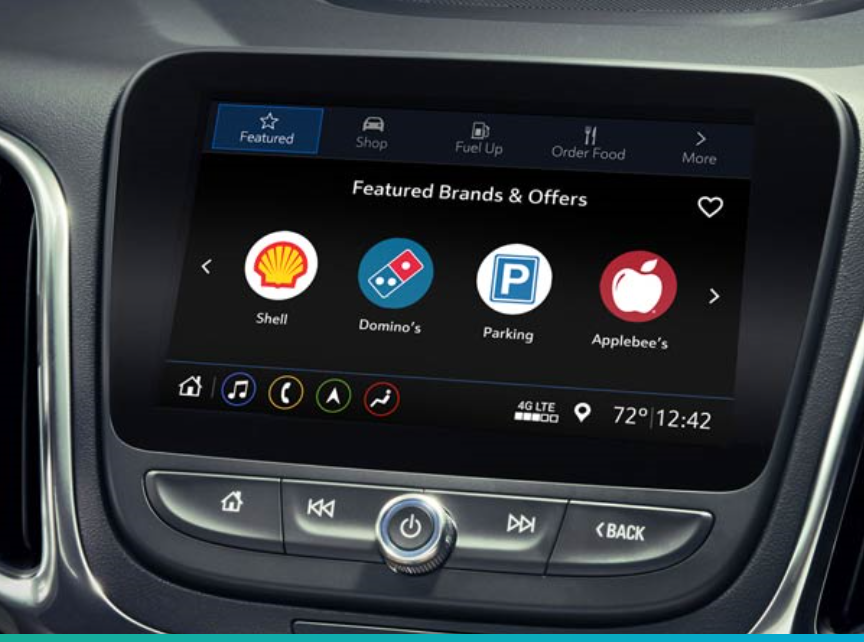 Featured
Shop
Fuel Up
Order Food
More
Featured Brands & Offers
P
Shell
Domino's
Parking
Applebee's
4G LTE
72°
12:42
BACK